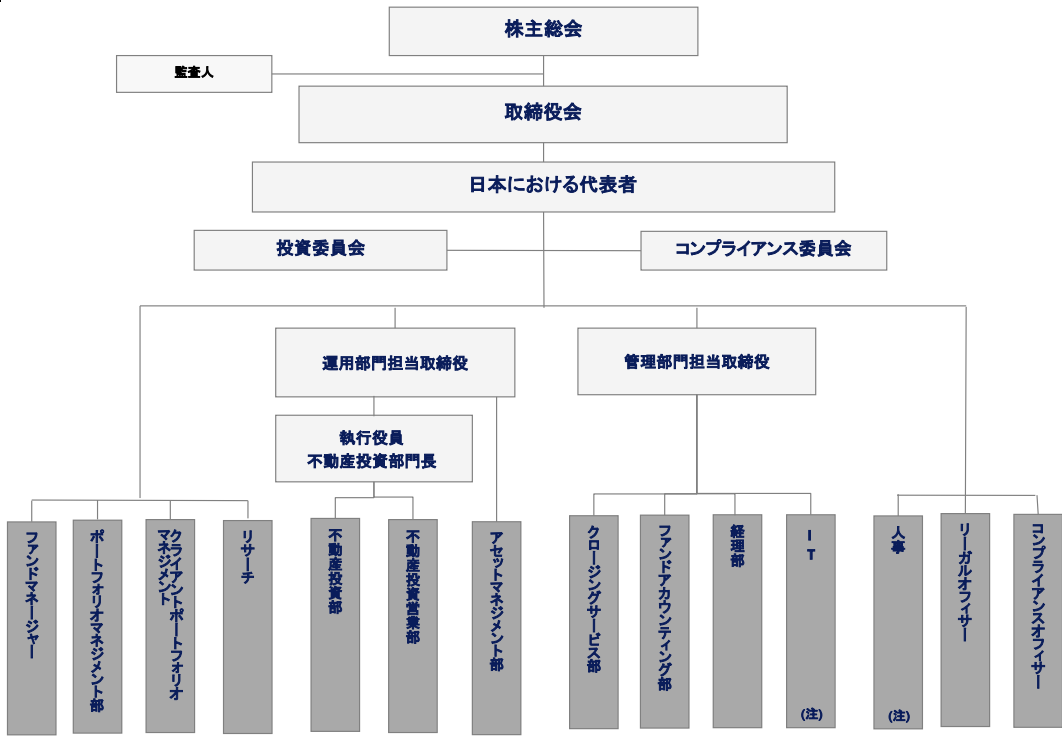 株主総会
監査人
取締役会
日本における代表者
投資委員会
コンプライアンス委員会
運用部門担当取締役
管理部門担当取締役
執行役員
不動産投資部門長
ファンドマネージャー
ポートフォリオマネジメント部
クライアントポートフォリオ
マネジメント
リサーチ
不動産投資部
不動産投資営業部
アセットマネジメント部
クロージングサービス部
ファンドアカウンティング部
経理部
IT
(注)
人事
(注)
リーガルオフィサー
コンプライアンスオフィサー